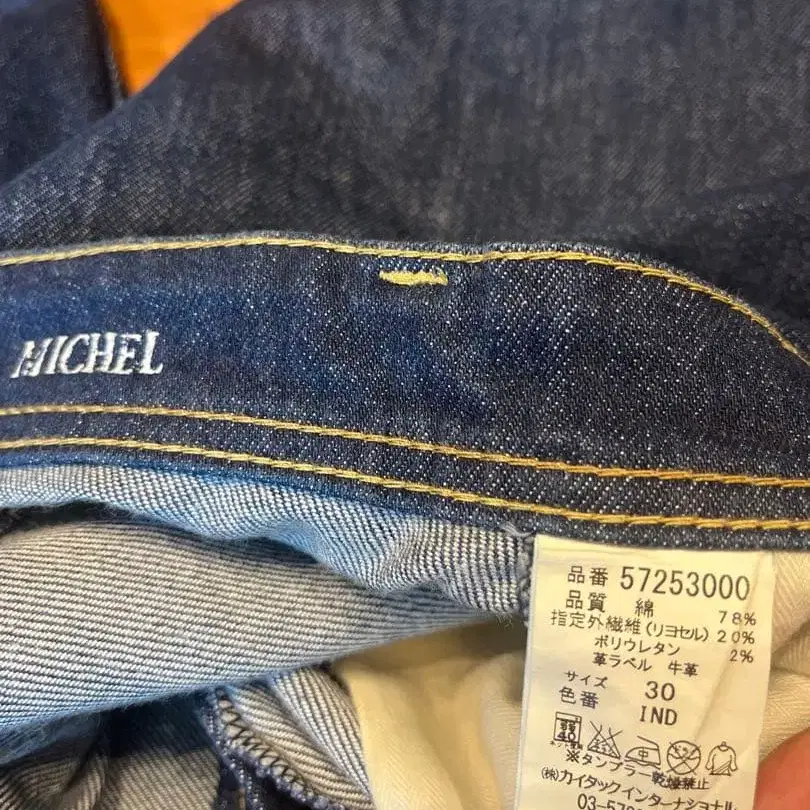 MICHEL
品番 57253000
品質 綿 78%
指定外繊維(リヨセル) 20%
ポリウレタン 2%
革ラベル 牛革
サイズ 30
色番 IND
※タンブラー乾燥禁止
(株)カイタックインターナショナル